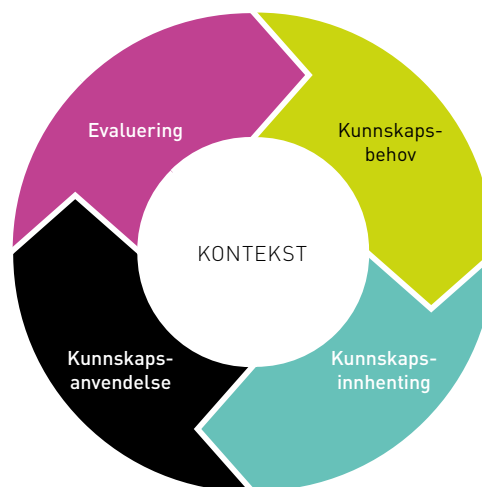 Evaluering
Kunnskaps-
behov
KONTEKST
Kunnskaps-
anvendelse
Kunnskaps-
innhenting